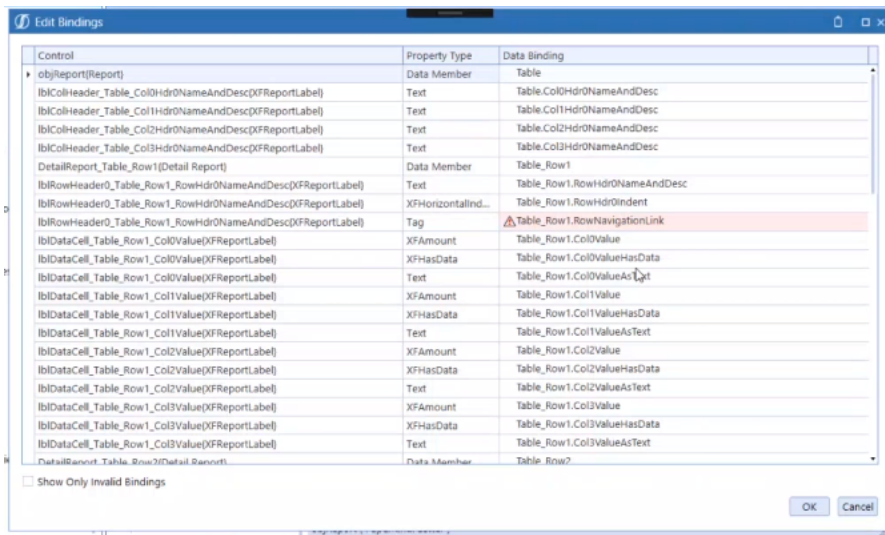 Edit Bindings
Control Property Type Data Binding
objReport{Report} Data Member Table
lblColHeader_Table_Col0Hdr0NameAndDesc{XFReportLabel} Text Table.Col0Hdr0NameAndDesc
lblColHeader_Table_Col1Hdr0NameAndDesc{XFReportLabel} Text Table.Col1Hdr0NameAndDesc
lblColHeader_Table_Col2Hdr0NameAndDesc{XFReportLabel} Text Table.Col2Hdr0NameAndDesc
lblColHeader_Table_Col3Hdr0NameAndDesc{XFReportLabel} Text Table.Col3Hdr0NameAndDesc
DetailReport_Table_Row1{Detail Report} Data Member Table_Row1
lblRowHeader0_Table_Row1_RowHdr0NameAndDesc{XFReportLabel} Text Table_Row1.RowHdr0NameAndDesc
lblRowHeader0_Table_Row1_RowHdr0NameAndDesc{XFReportLabel} XFHorizontalInd... Table_Row1.RowHdr0Indent
lblRowHeader0_Table_Row1_RowHdr0NameAndDesc{XFReportLabel} Tag Table_Row1.RowNavigationLink
lblDataCell_Table_Row1_Col0Value{XFReportLabel} XFAmount Table_Row1.Col0Value
lblDataCell_Table_Row1_Col0Value{XFReportLabel} XFHasData Table_Row1.Col0ValueHasData
lblDataCell_Table_Row1_Col0Value{XFReportLabel} Text Table_Row1.Col0ValueAsText
lblDataCell_Table_Row1_Col1Value{XFReportLabel} XFAmount Table_Row1.Col1Value
lblDataCell_Table_Row1_Col1Value{XFReportLabel} XFHasData Table_Row1.Col1ValueHasData
lblDataCell_Table_Row1_Col1Value{XFReportLabel} Text Table_Row1.Col1ValueAsText
lblDataCell_Table_Row1_Col2Value{XFReportLabel} XFAmount Table_Row1.Col2Value
lblDataCell_Table_Row1_Col2Value{XFReportLabel} XFHasData Table_Row1.Col2ValueHasData
lblDataCell_Table_Row1_Col2Value{XFReportLabel} Text Table_Row1.Col2ValueAsText
lblDataCell_Table_Row1_Col3Value{XFReportLabel} XFAmount Table_Row1.Col3Value
lblDataCell_Table_Row1_Col3Value{XFReportLabel} XFHasData Table_Row1.Col3ValueHasData
lblDataCell_Table_Row1_Col3Value{XFReportLabel} Text Table_Row1.Col3ValueAsText
DetailReport_Table_Row2{Detail Report} Data Member Table_Row2
Show Only Invalid Bindings
OK Cancel